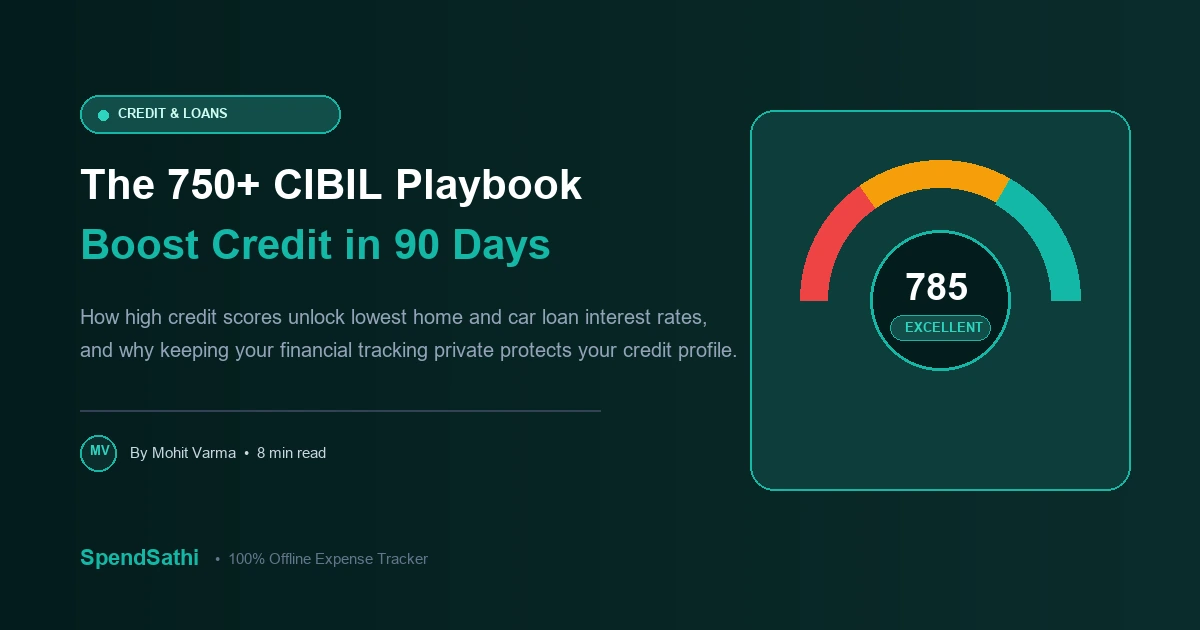 CREDIT & LOANS
The 750+ CIBIL Playbook
Boost Credit in 90 Days
How high credit scores unlock lowest home and car loan interest rates,
and why keeping your financial tracking private protects your credit profile.
MV
By Mohit Varma • 8 min read
SpendSathi • 100% Offline Expense Tracker
785
EXCELLENT